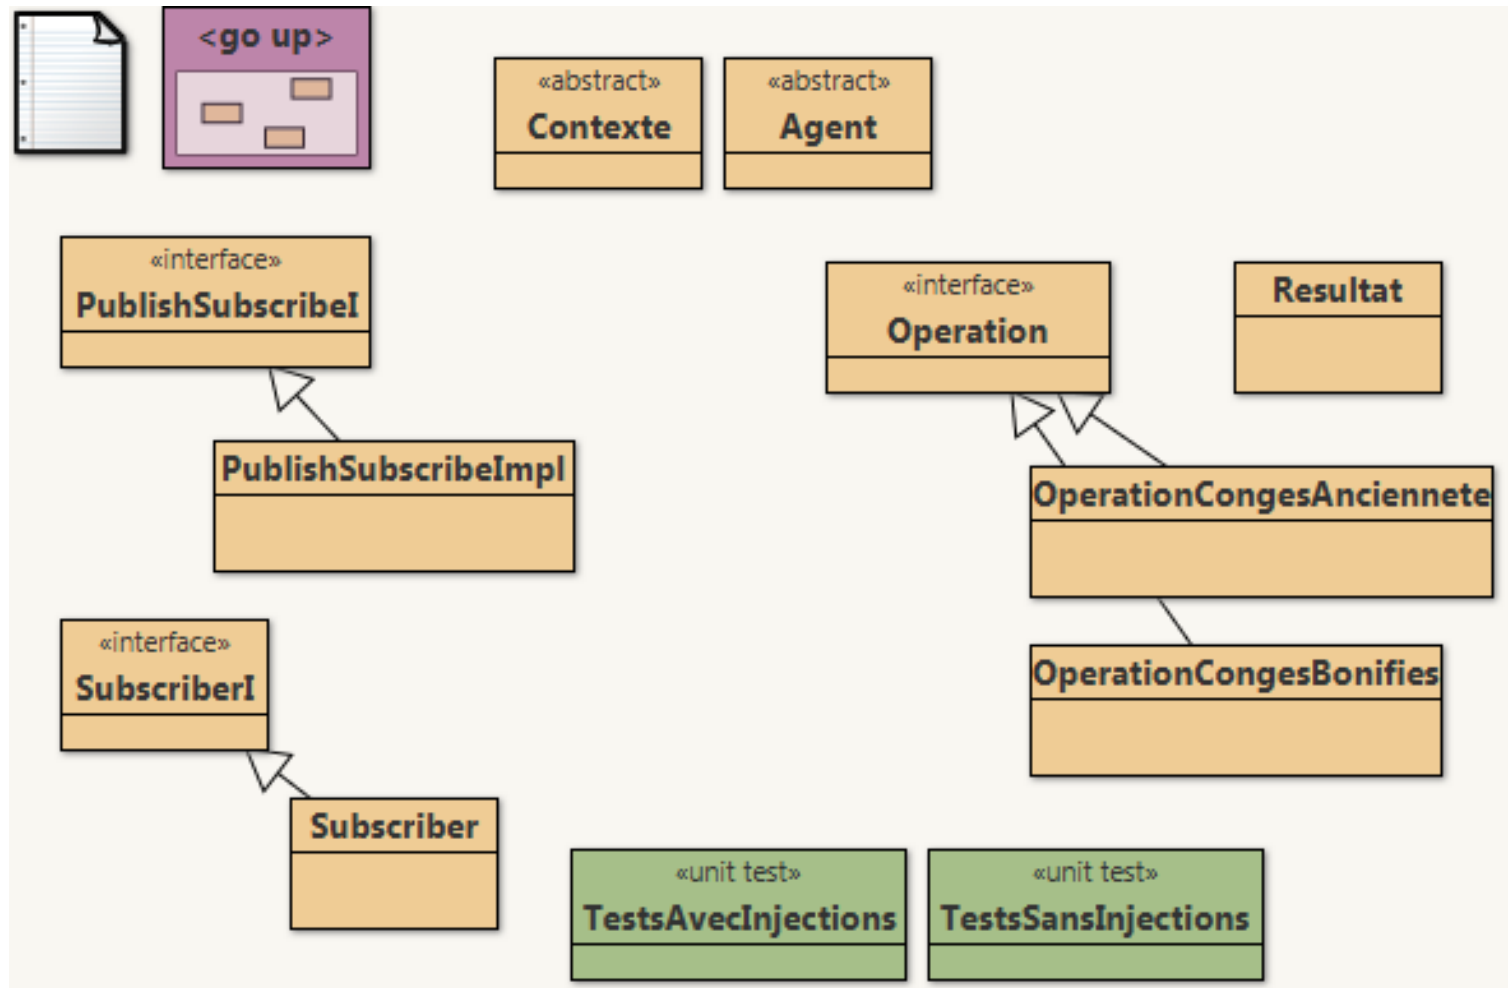 <go up>
«abstract»
Contexte
«abstract»
Agent
«interface»
PublishSubscribeI
«interface»
Operation
Resultat
PublishSubscribeImpl
OperationCongesAnciennete
«interface»
SubscriberI
OperationCongesBonifies
Subscriber
«unit test»
TestsAvecInjections
«unit test»
TestsSansInjections